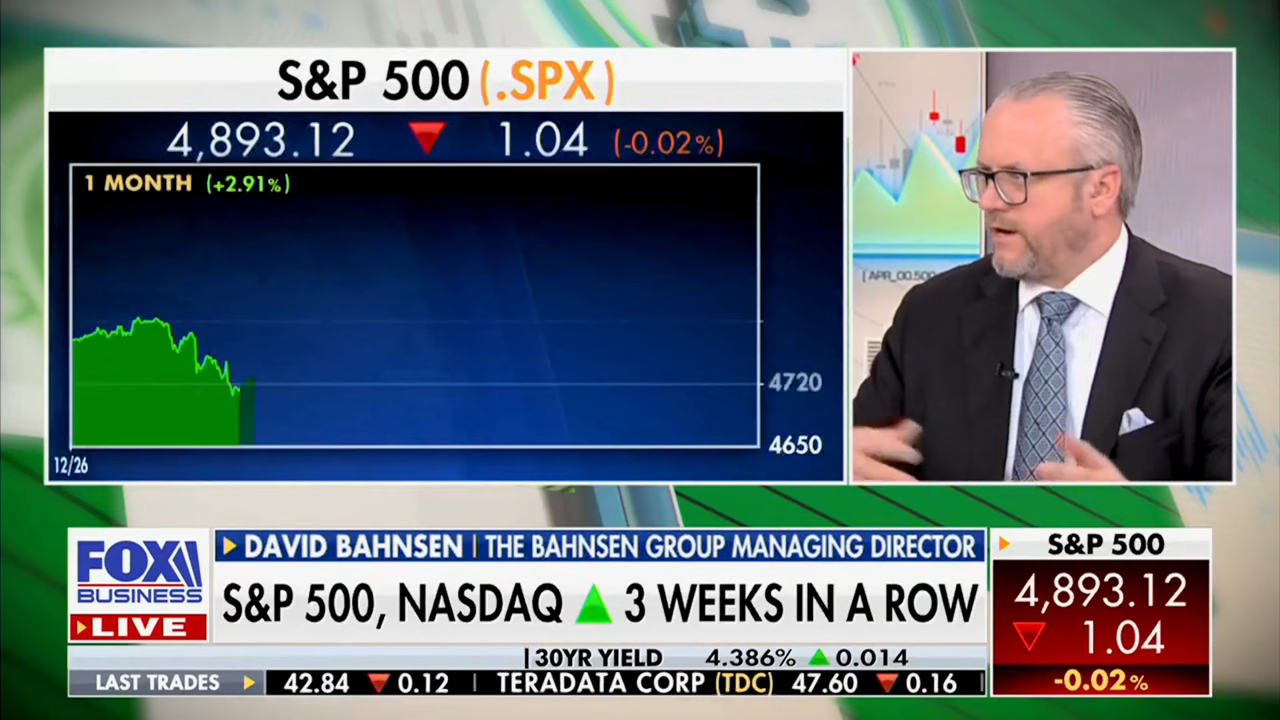 S&P 500 (.SPX)
4,893.12 ▼ 1.04 (-0.02%)
1 MONTH (+2.91%)
4720
4650
12/26
[APR_00.500
DAVID BAHNSEN | THE BAHNSEN GROUP MANAGING DIRECTOR
FOX BUSINESS
LIVE
S&P 500, NASDAQ ▲ 3 WEEKS IN A ROW
S&P 500
4,893.12
▽ 1.04
-0.02%
| 30YR YIELD 4.386% ▲ 0.014
LAST TRADES 42.84 ▼ 0.12 | TERADATA CORP (TDC) 47.60 ▼ 0.16 |